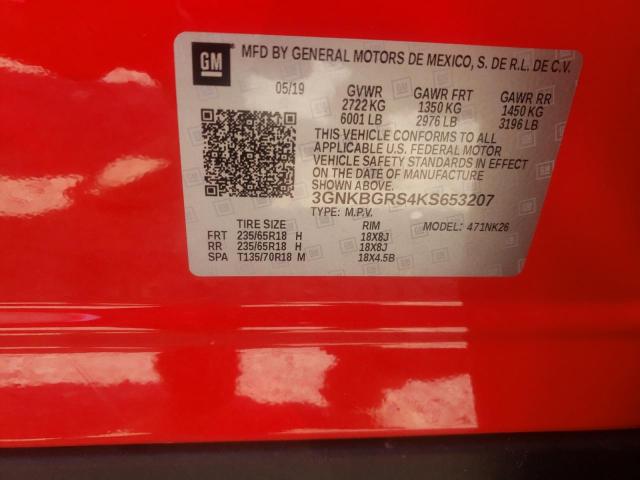 GM MFD BY GENERAL MOTORS DE MEXICO, S. DE R.L. DE C.V.
05/19 GVWR GAWR FRT GAWR RR
2722 KG 1350 KG 1450 KG
6001 LB 2976 LB 3196 LB
THIS VEHICLE CONFORMS TO ALL
APPLICABLE U.S. FEDERAL MOTOR
VEHICLE SAFETY STANDARDS IN EFFECT
ON THE DATE OF MANUFACTURE
SHOWN ABOVE.
3GNKBGRS4KS653207
TYPE: M.P.V. MODEL: 471NK26
TIRE SIZE RIM
FRT 235/65R18 H 18X8J
RR 235/65R18 H 18X8J
SPA T135/70R18 M 18X4.5B